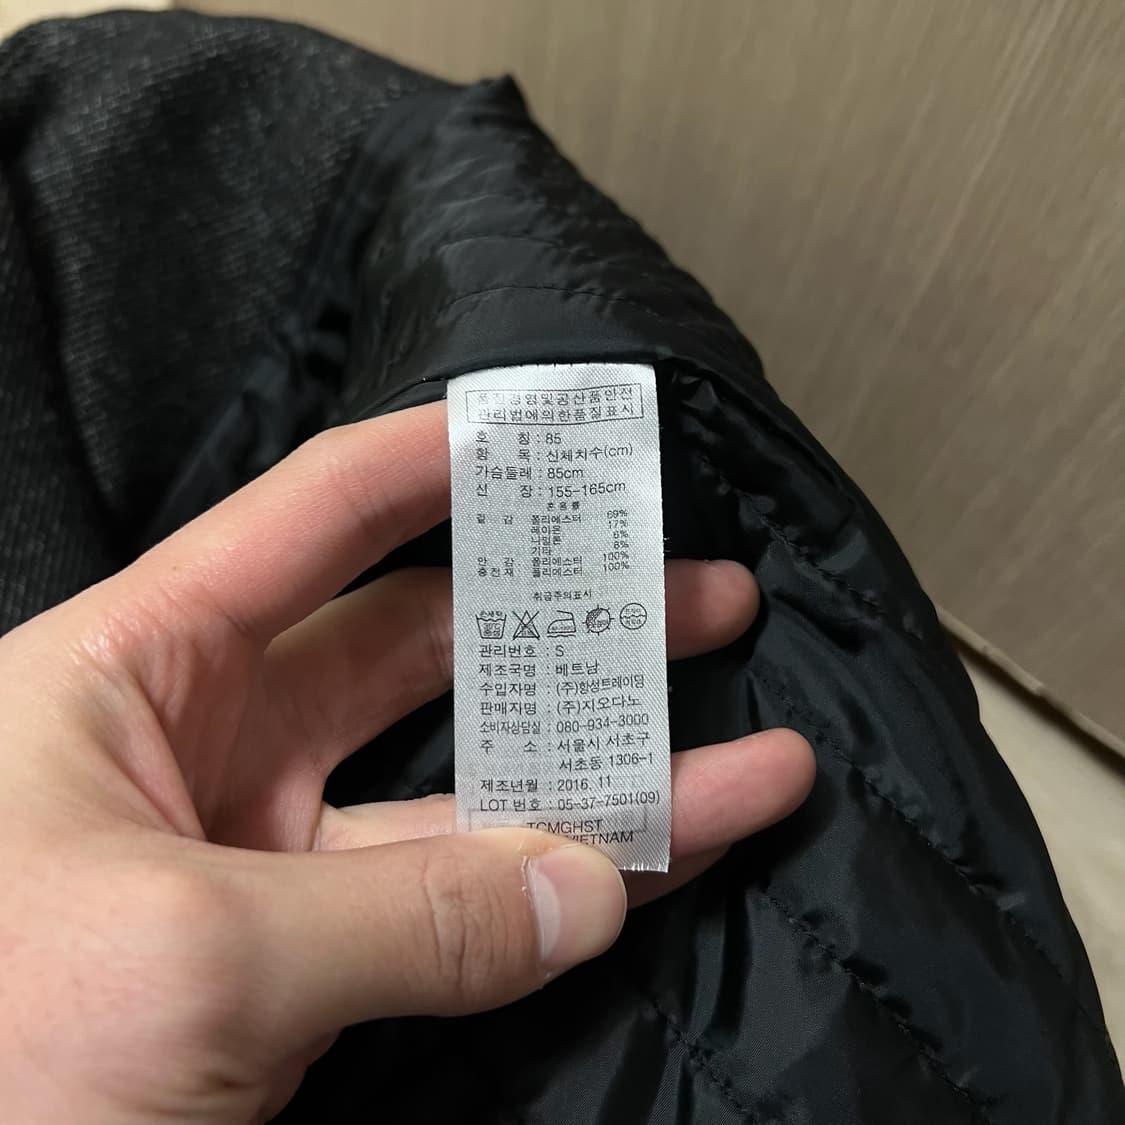 품질경영및공산품안전
관리법에의한품질표시
호 칭 : 85
항 목 : 신체치수(cm)
가슴둘레 : 85cm
신 장 : 155-165cm
혼용률
겉 감 폴리에스터 69%
레이온 17%
나일론 6%
기타 8%
안 감 폴리에스터 100%
충전재 폴리에스터 100%
취급주의표시
손세탁
30℃
중성
관리번호 : S
제조국명 : 베트남
수입자명 : (주)항성트레이딩
판매자명 : (주)지오다노
소비자상담실 : 080-934-3000
주 소 : 서울시 서초구
서초동 1306-1
제조년월 : 2016. 11
LOT 번호 : 05-37-7501(09)
TCMGHST
VIETNAM